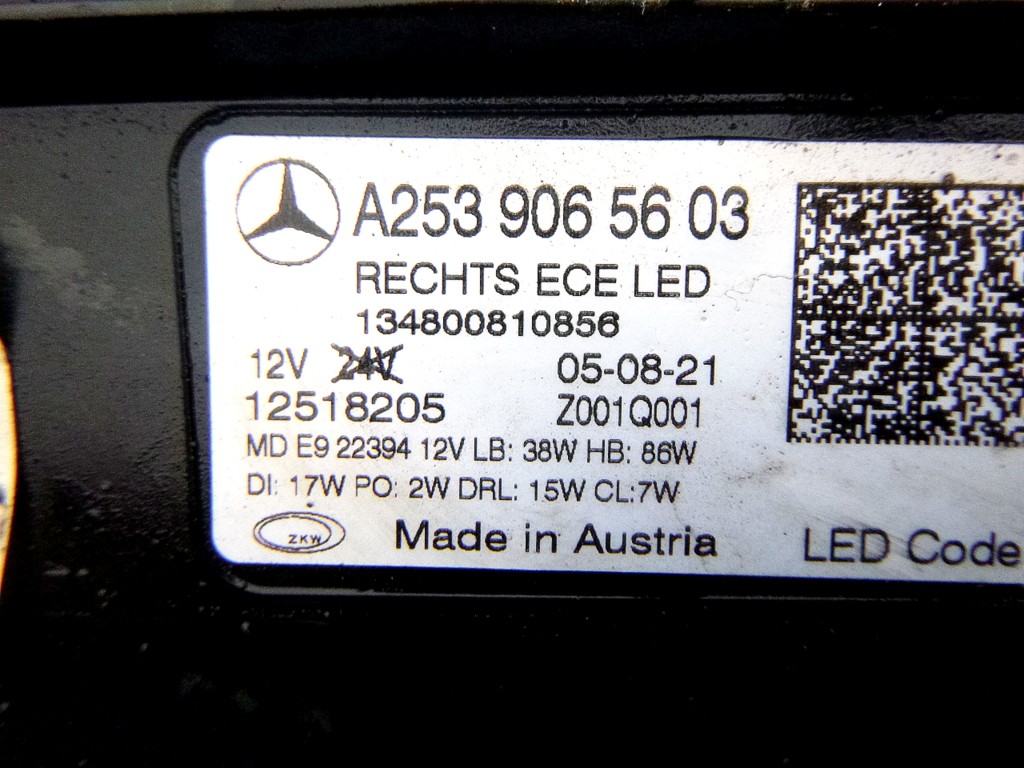 A253 906 56 03
RECHTS ECE LED
134800810856
12V 24V 05-08-21
12518205 Z001Q001
MD E9 22394 12V LB: 38W HB: 86W
DI: 17W PO: 2W DRL: 15W CL:7W
ZKW Made in Austria LED Code